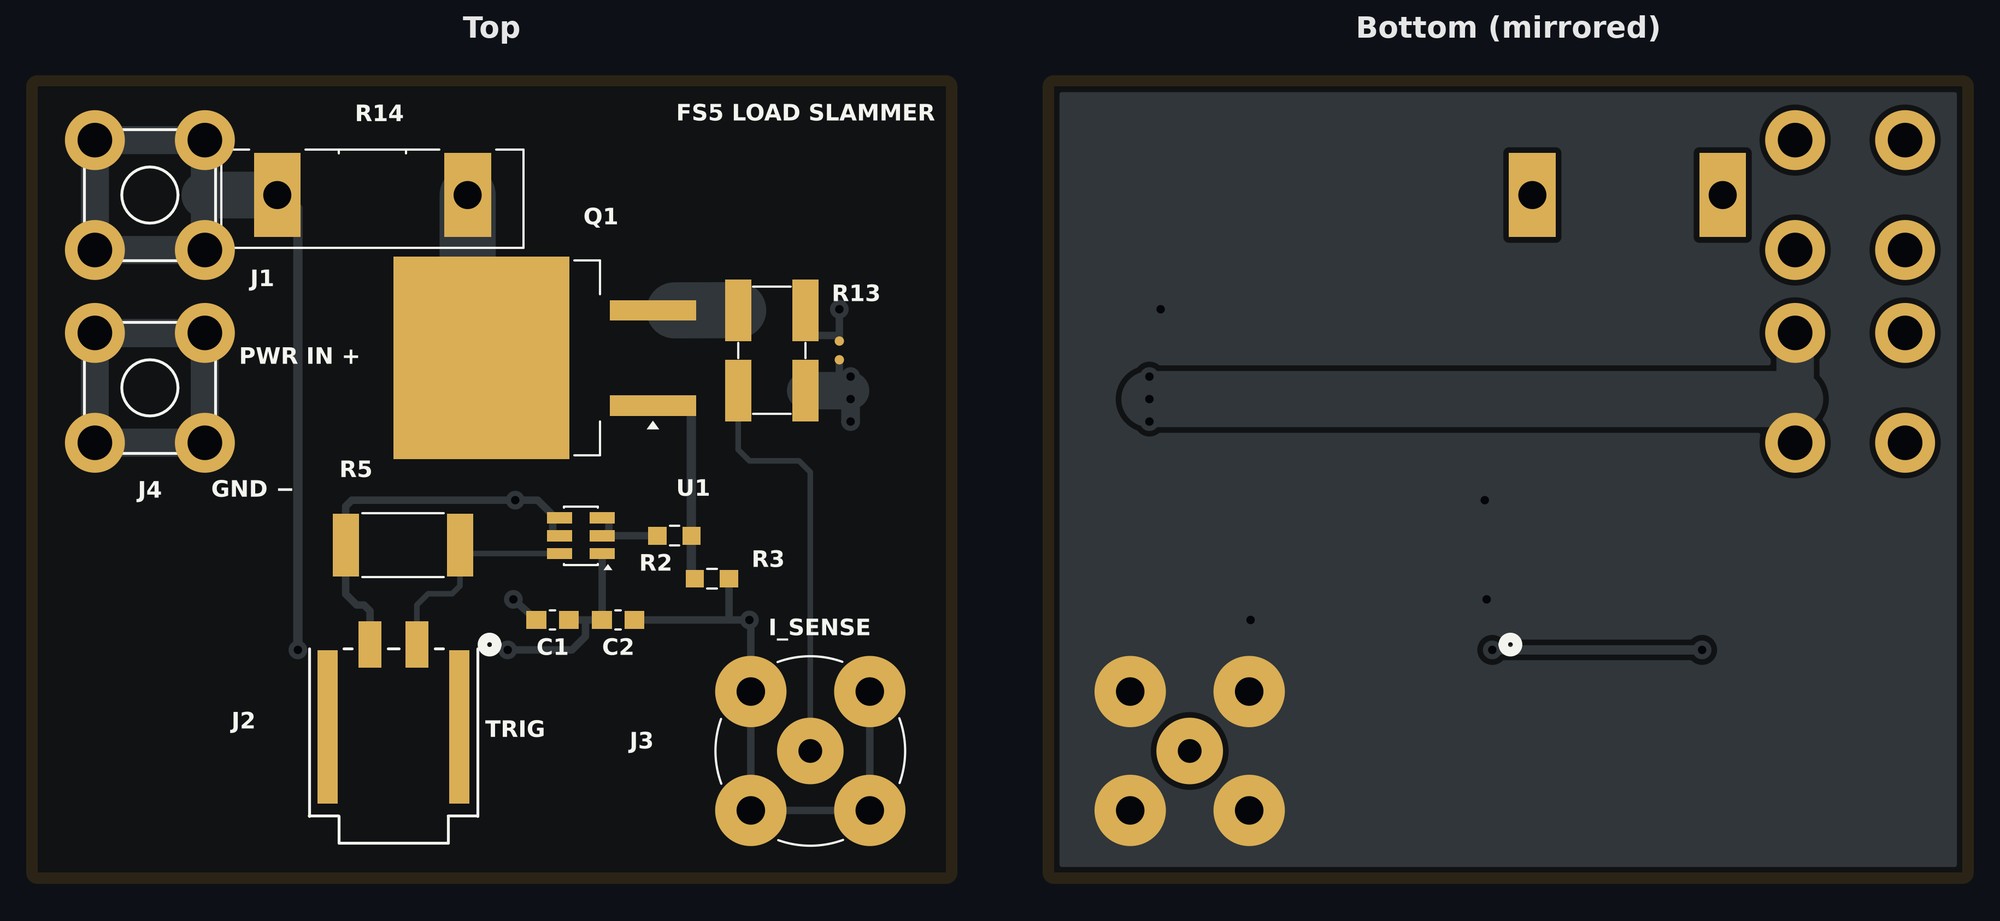 Top
Bottom (mirrored)
R14
FS5 LOAD SLAMMER
Q1
J1
R13
PWR IN +
R5
J4
GND −
U1
R2
R3
I_SENSE
C1
C2
J2
TRIG
J3